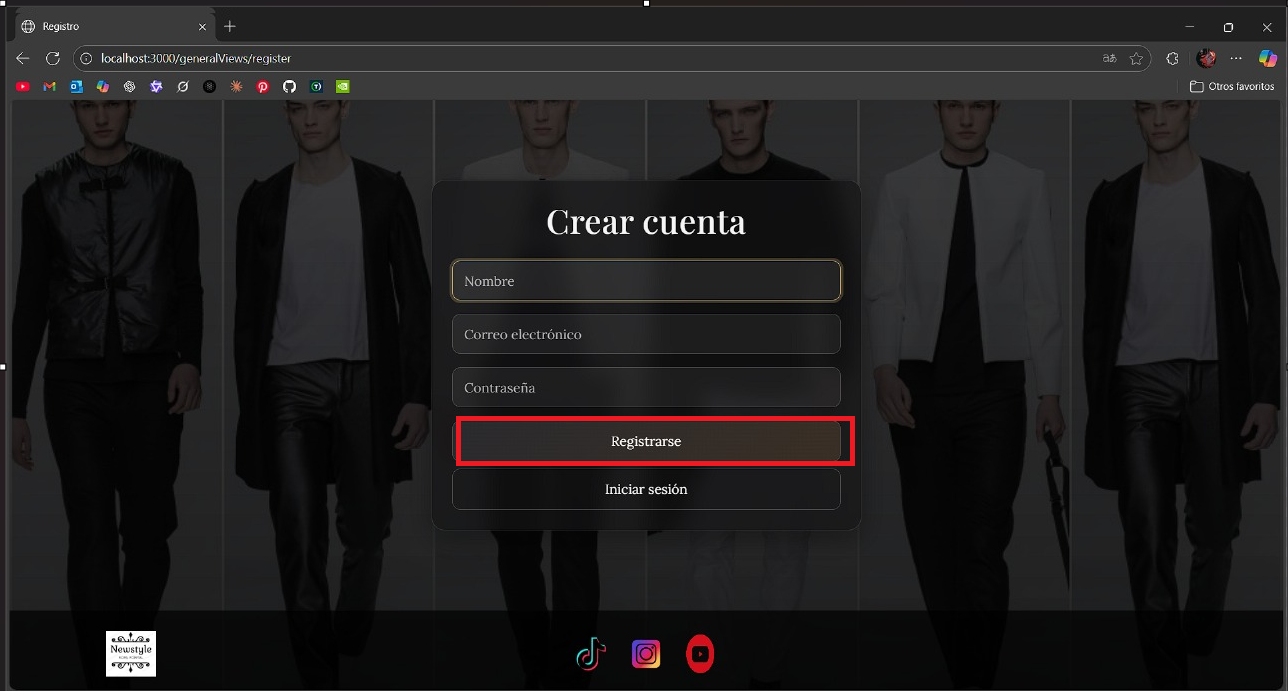 Registro
localhost:3000/generalViews/register
Otros favoritos
Crear cuenta
Nombre
Correo electrónico
Contraseña
Registrarse
Iniciar sesión
Newstyle